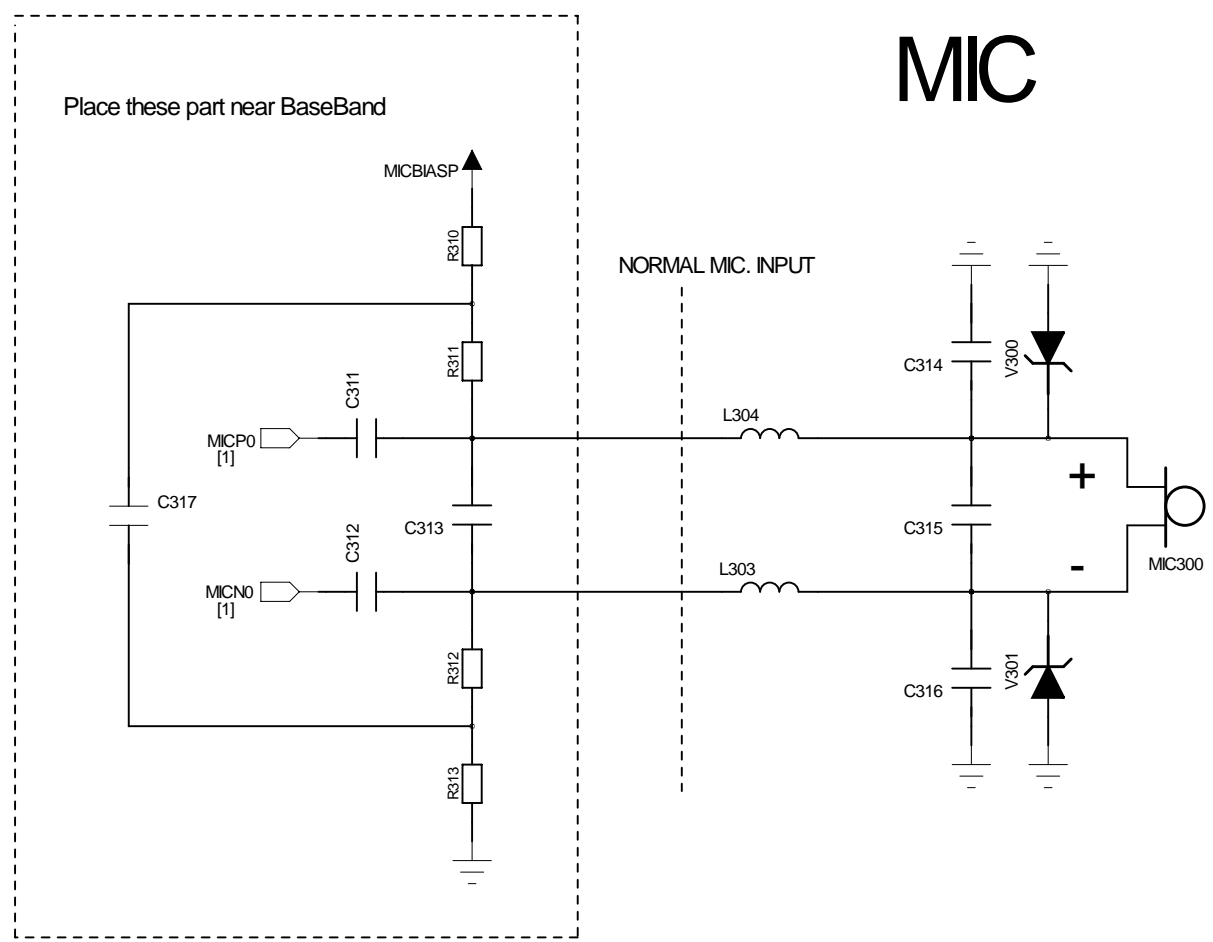 MIC
Place these part near BaseBand
MICBIASP
R310
NORMAL MIC. INPUT
R311
C314
V300
C311
L304
MICP0
[1]
+
C317
C313
C315
C312
L303
-
MIC300
MICN0
[1]
R312
C316
V301
R313